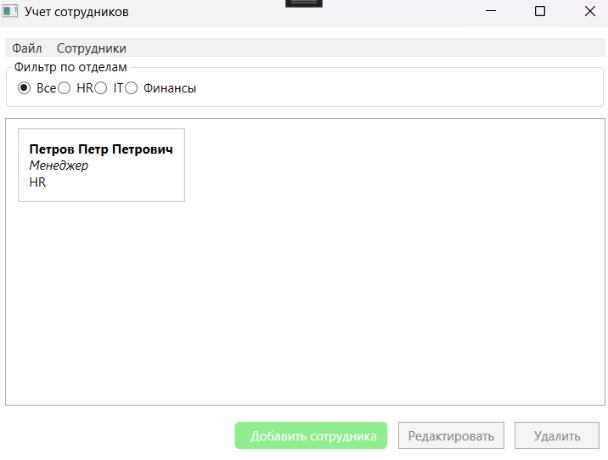 Учет сотрудников
Файл Сотрудники
Фильтр по отделам
Все HR IT Финансы
Петров Петр Петрович
Менеджер
HR
Добавить сотрудника Редактировать Удалить